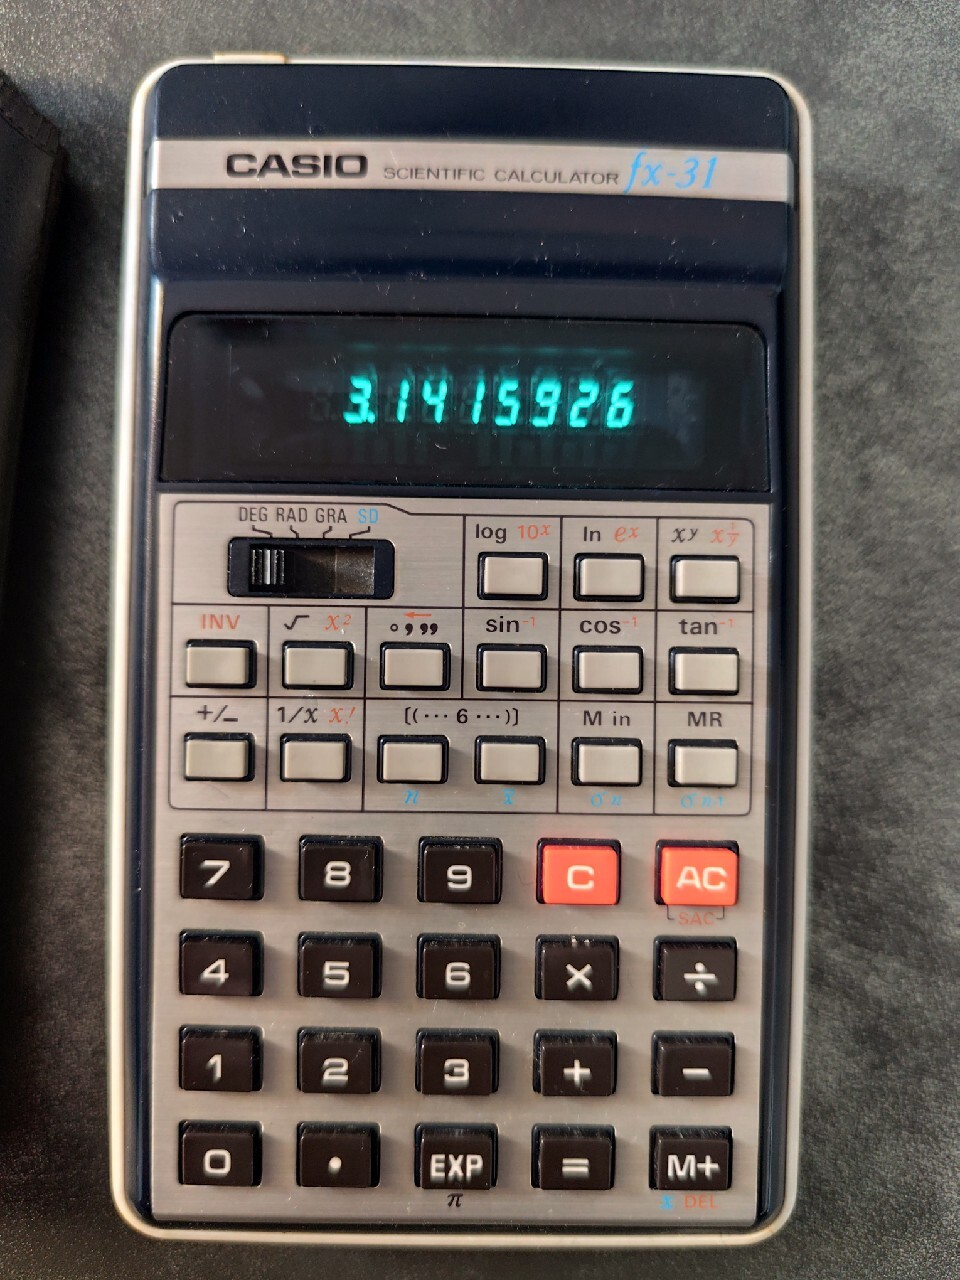 CASIO SCIENTIFIC CALCULATOR fx-31
3.1415926
DEG RAD GRA SD
log 10ˣ ln eˣ xʸ x^1/y
INV √ x² ° , ,, ← sin⁻¹ cos⁻¹ tan⁻¹
+/− 1/x x! [(··· 6 ···)] M in MR
n x̄ σn σn-1
7 8 9 C AC
SAC
4 5 6 × ÷
1 2 3 + −
0 • EXP = M+
π x DEL